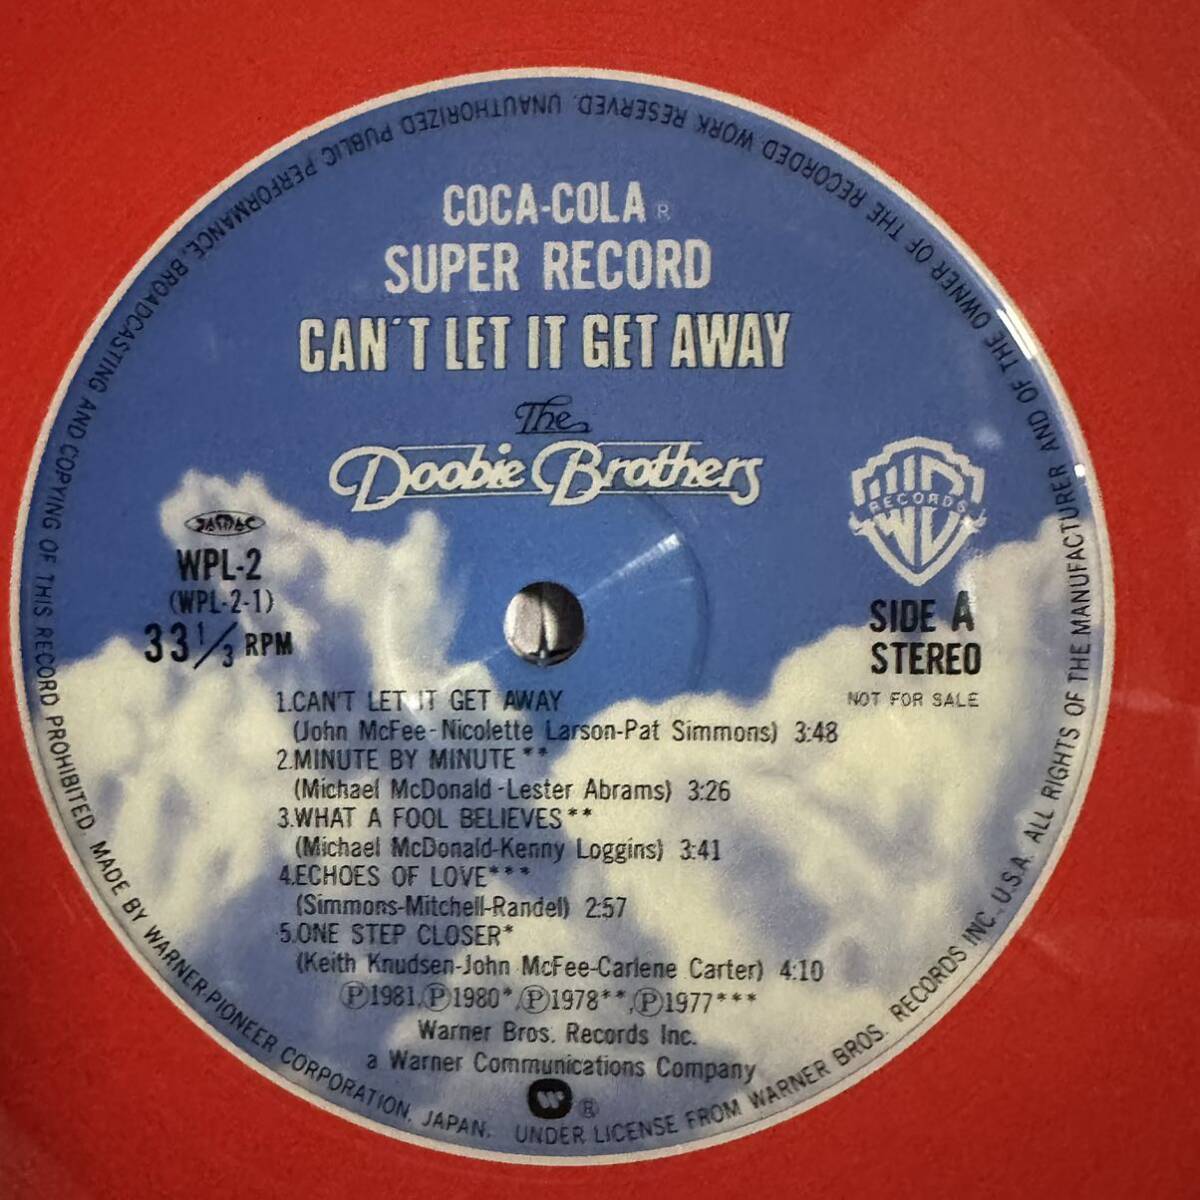 COCA-COLA®
SUPER RECORD
CAN'T LET IT GET AWAY
The
Doobie Brothers
JASRAC
WPL-2
(WPL-2-1)
33 1/3 RPM
W
RECORDS
SIDE A
STEREO
NOT FOR SALE
1.CAN'T LET IT GET AWAY
(John McFee-Nicolette Larson-Pat Simmons) 3:48
2.MINUTE BY MINUTE**
(Michael McDonald-Lester Abrams) 3:26
3.WHAT A FOOL BELIEVES**
(Michael McDonald-Kenny Loggins) 3:41
4.ECHOES OF LOVE***
(Simmons-Mitchell-Randel) 2:57
5.ONE STEP CLOSER*
(Keith Knudsen-John McFee-Carlene Carter) 4:10
Ⓟ1981,Ⓟ1980*,Ⓟ1978**,Ⓟ1977***
Warner Bros. Records Inc.
a Warner Communications Company
®
MADE BY WARNER-PIONEER CORPORATION, JAPAN. UNDER LICENSE FROM WARNER BROS. RECORDS INC., U.S.A. ALL RIGHTS OF THE MANUFACTURER AND OF THE OWNER OF THE RECORDED WORK RESERVED. UNAUTHORIZED PUBLIC PERFORMANCE, BROADCASTING AND COPYING OF THIS RECORD PROHIBITED.